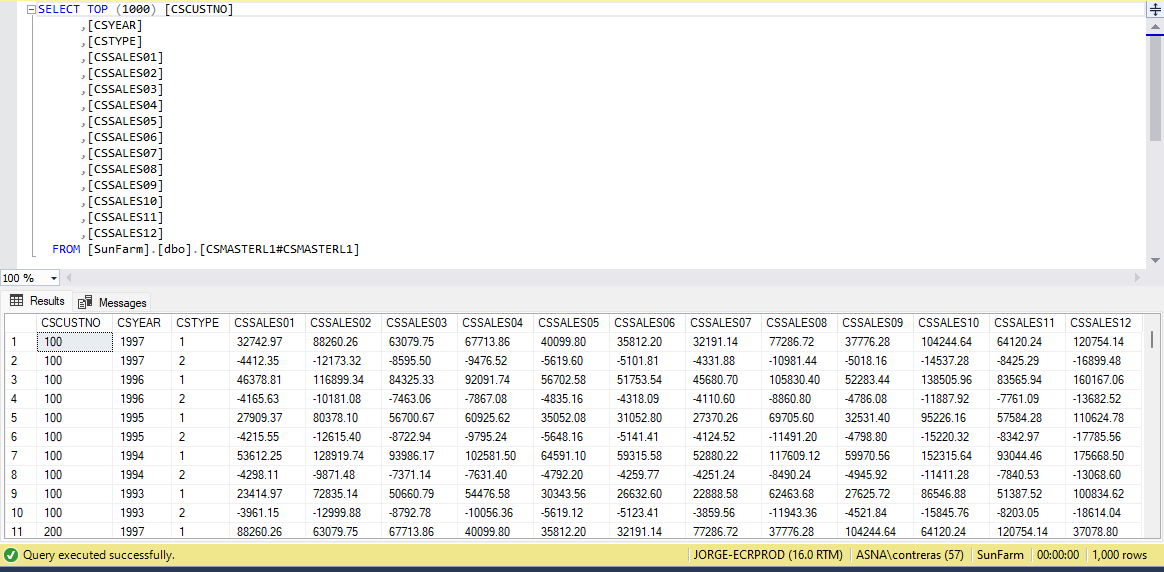 SELECT TOP (1000) [CSCUSTNO]
,[CSYEAR]
,[CSTYPE]
,[CSSALES01]
,[CSSALES02]
,[CSSALES03]
,[CSSALES04]
,[CSSALES05]
,[CSSALES06]
,[CSSALES07]
,[CSSALES08]
,[CSSALES09]
,[CSSALES10]
,[CSSALES11]
,[CSSALES12]
FROM [SunFarm].[dbo].[CSMASTERL1#CSMASTERL1]
100 %
Results Messages
CSCUSTNO CSYEAR CSTYPE CSSALES01 CSSALES02 CSSALES03 CSSALES04 CSSALES05 CSSALES06 CSSALES07 CSSALES08 CSSALES09 CSSALES10 CSSALES11 CSSALES12
1 100 1997 1 32742.97 88260.26 63079.75 67713.86 40099.80 35812.20 32191.14 77286.72 37776.28 104244.64 64120.24 120754.14
2 100 1997 2 -4412.35 -12173.32 -8595.50 -9476.52 -5619.60 -5101.81 -4331.88 -10981.44 -5018.16 -14537.28 -8425.29 -16899.48
3 100 1996 1 46378.81 116899.34 84325.33 92091.74 56702.58 51753.54 45680.70 105830.40 52283.44 138505.96 83565.94 160167.06
4 100 1996 2 -4165.63 -10181.08 -7463.06 -7867.08 -4835.16 -4318.09 -4110.60 -8860.80 -4786.08 -11887.92 -7761.09 -13682.52
5 100 1995 1 27909.37 80378.10 56700.67 60925.62 35052.08 31052.80 27370.26 69705.60 32531.40 95226.16 57584.28 110624.78
6 100 1995 2 -4215.55 -12615.40 -8722.94 -9795.24 -5648.16 -5141.41 -4124.52 -11491.20 -4798.80 -15220.32 -8342.97 -17785.56
7 100 1994 1 53612.25 128919.74 93986.17 102581.50 64591.10 59315.58 52880.22 117609.12 59970.56 152315.64 93044.46 175668.50
8 100 1994 2 -4298.11 -9871.48 -7371.14 -7631.40 -4792.20 -4259.41 -4251.24 -8490.24 -4945.92 -11411.28 -7840.53 -13068.60
9 100 1993 1 23414.97 72835.14 50660.79 54476.58 30343.56 26632.60 22888.58 62463.68 27625.72 86546.88 51387.52 100834.62
10 100 1993 2 -3961.15 -12999.88 -8792.78 -10056.36 -5619.12 -5123.41 -3859.56 -11943.36 -4521.84 -15845.76 -8203.05 -18614.04
11 200 1997 1 88260.26 63079.75 67713.86 40099.80 35812.20 32191.14 77286.72 37776.28 104244.64 64120.24 120754.14 37078.80
Query executed successfully. JORGE-ECRPROD (16.0 RTM) ASNA\contreras (57) SunFarm 00:00:00 1,000 rows